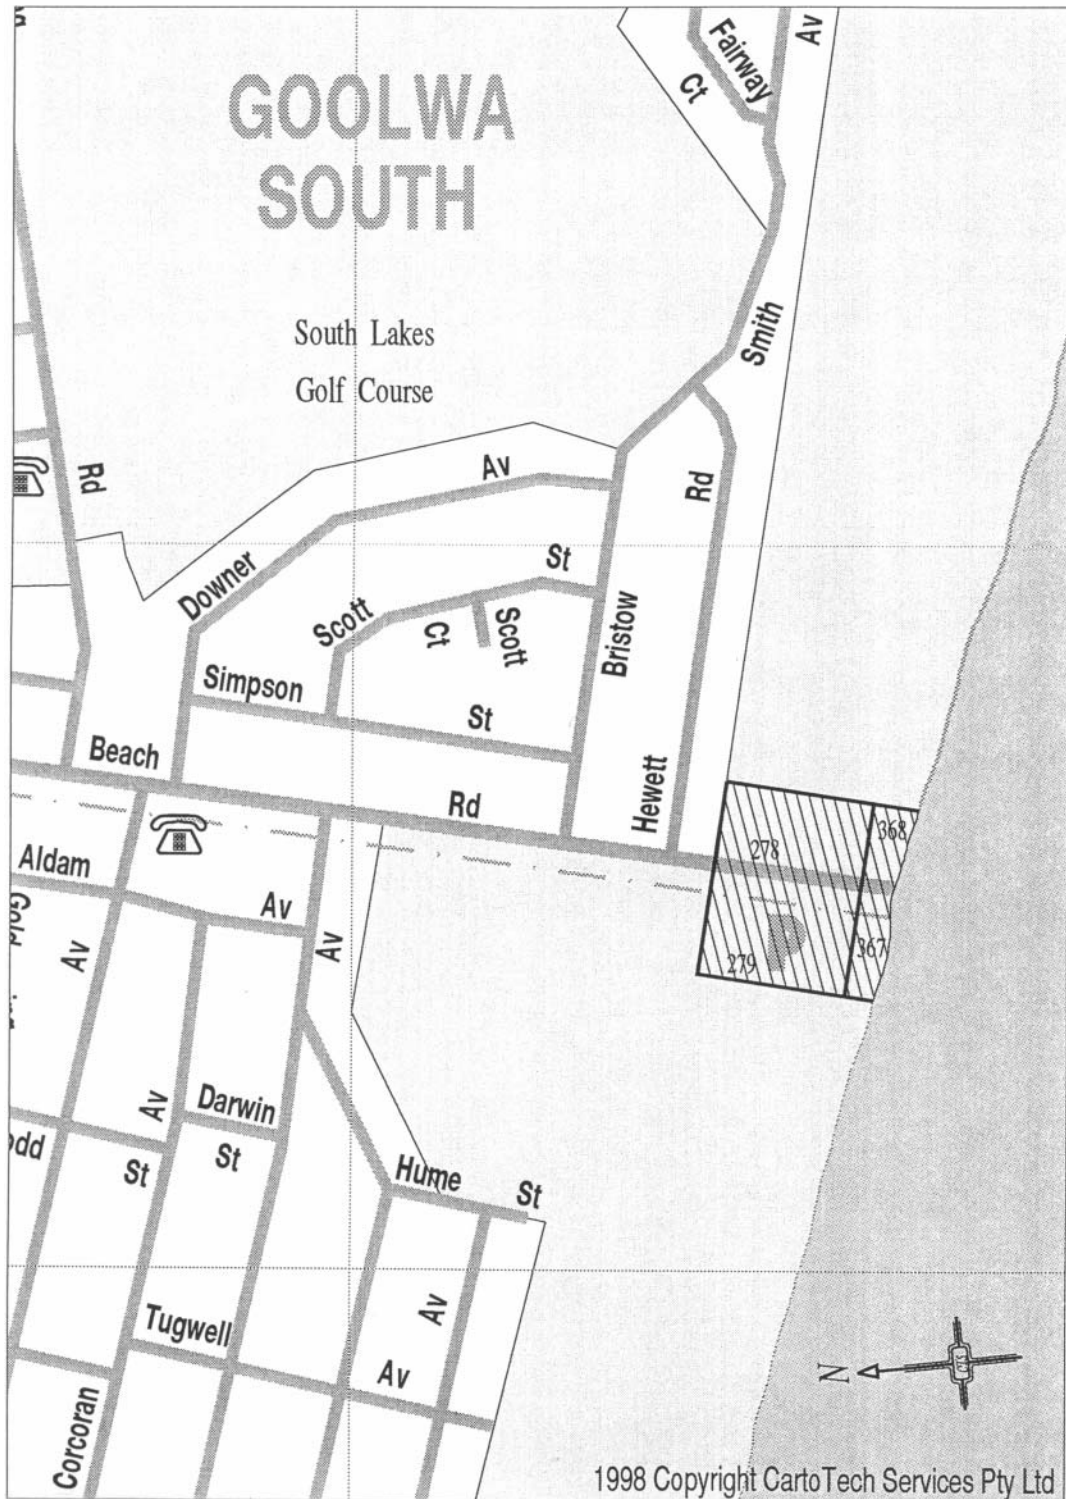 Av
Fairway
Ct
GOOLWA
SOUTH
Smith
South Lakes
Golf Course
Rd
Av
Rd
Downer
St
Scott
Ct
Scott
Bristow
Simpson
St
Beach
Rd
Hewett
278
368
Aldam
Av
Av
Av
279
367
Av
Darwin
St
St
odd
Hume
St
Av
Tugwell
Av
Corcoran
N
1998 Copyright CartoTech Services Pty Ltd